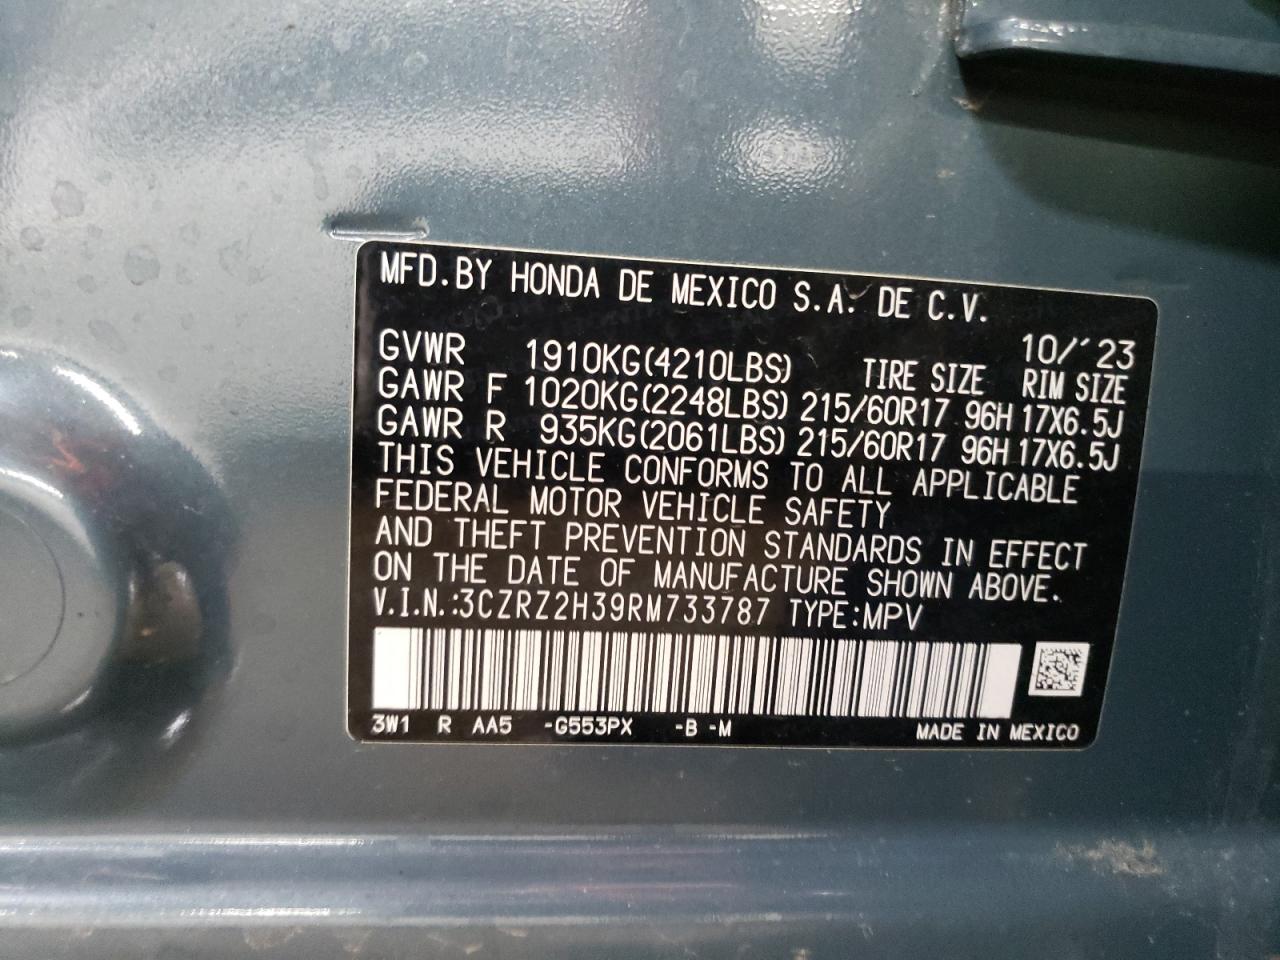 MFD.BY HONDA DE MEXICO S.A. DE C.V.
10/'23
GVWR 1910KG(4210LBS) TIRE SIZE RIM SIZE
GAWR F 1020KG(2248LBS) 215/60R17 96H 17X6.5J
GAWR R 935KG(2061LBS) 215/60R17 96H 17X6.5J
THIS VEHICLE CONFORMS TO ALL APPLICABLE
FEDERAL MOTOR VEHICLE SAFETY
AND THEFT PREVENTION STANDARDS IN EFFECT
ON THE DATE OF MANUFACTURE SHOWN ABOVE.
V.I.N.:3CZRZ2H39RM733787 TYPE:MPV
3W1 R AA5 -G553PX -B -M MADE IN MEXICO